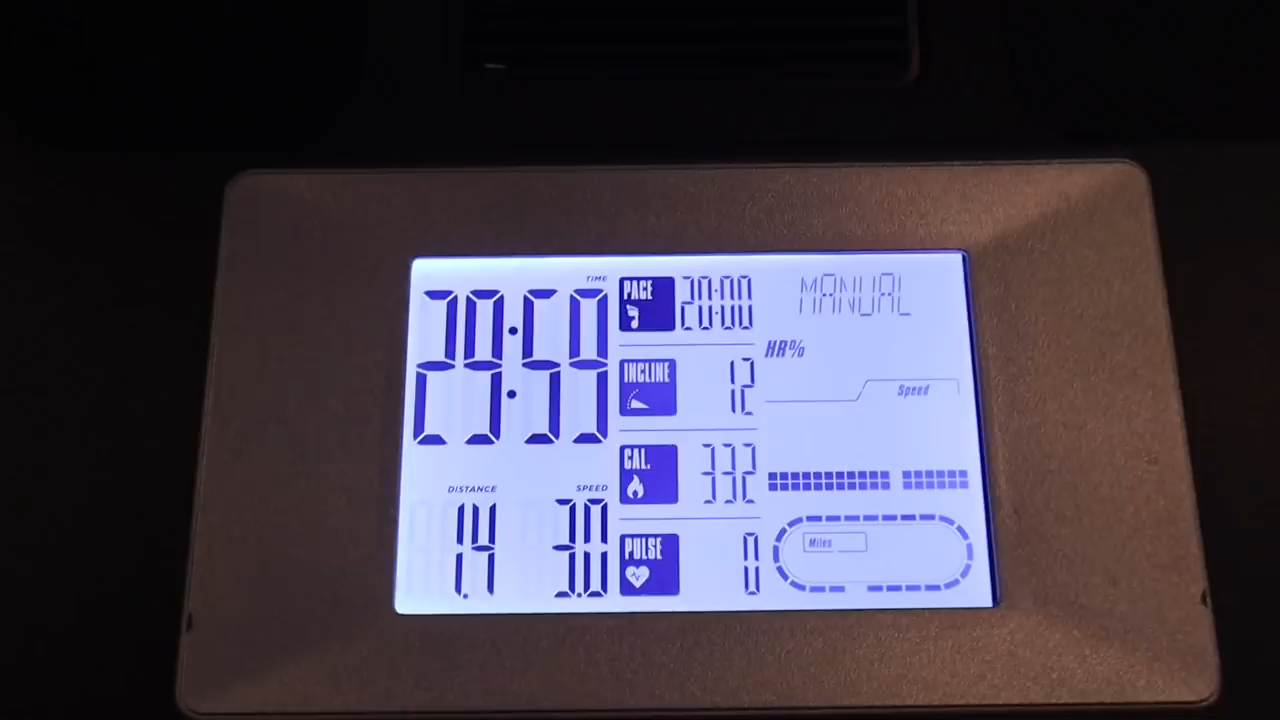 TIME
29:59
DISTANCE SPEED
1.4 3.0
PACE 20:00
INCLINE 12
CAL. 332
PULSE 0
MANUAL
HR%
Speed
Miles